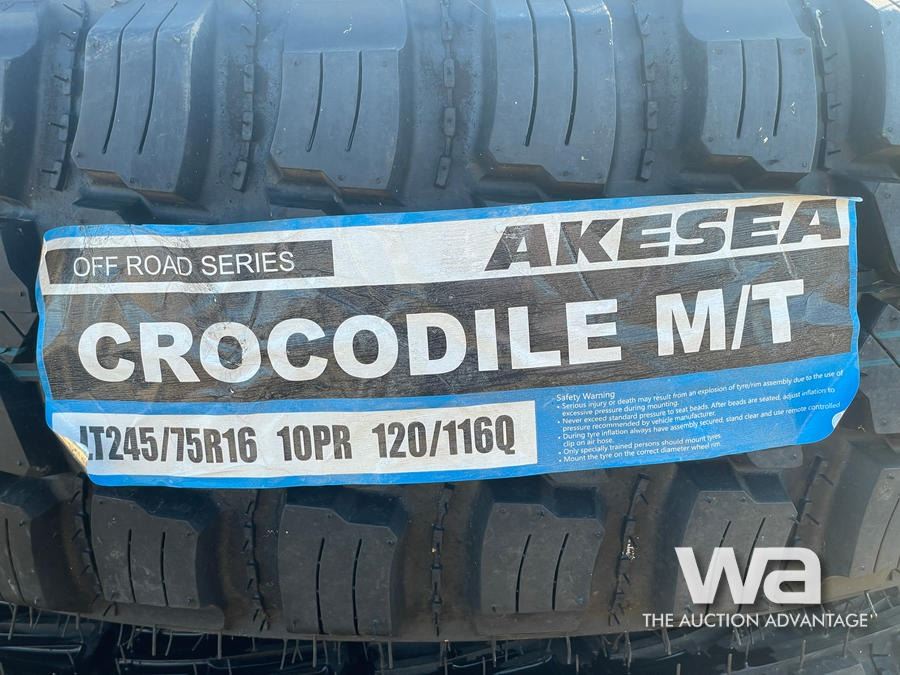 OFF ROAD SERIES
AKESEA
CROCODILE M/T
LT245/75R16 10PR 120/116Q
Safety Warning
• Serious injury or death may result from an explosion of tyre/rim assembly due to the use of
excessive pressure during mounting.
• Never exceed standard pressure to seat beads. After beads are seated, adjust inflation to
pressure recommended by vehicle manufacturer.
• During tyre inflation always have assembly secured, stand clear and use remote controlled
clip on air hose.
• Only specially trained persons should mount tyres.
• Mount the tyre on the correct diameter wheel rim.
wa
THE AUCTION ADVANTAGE